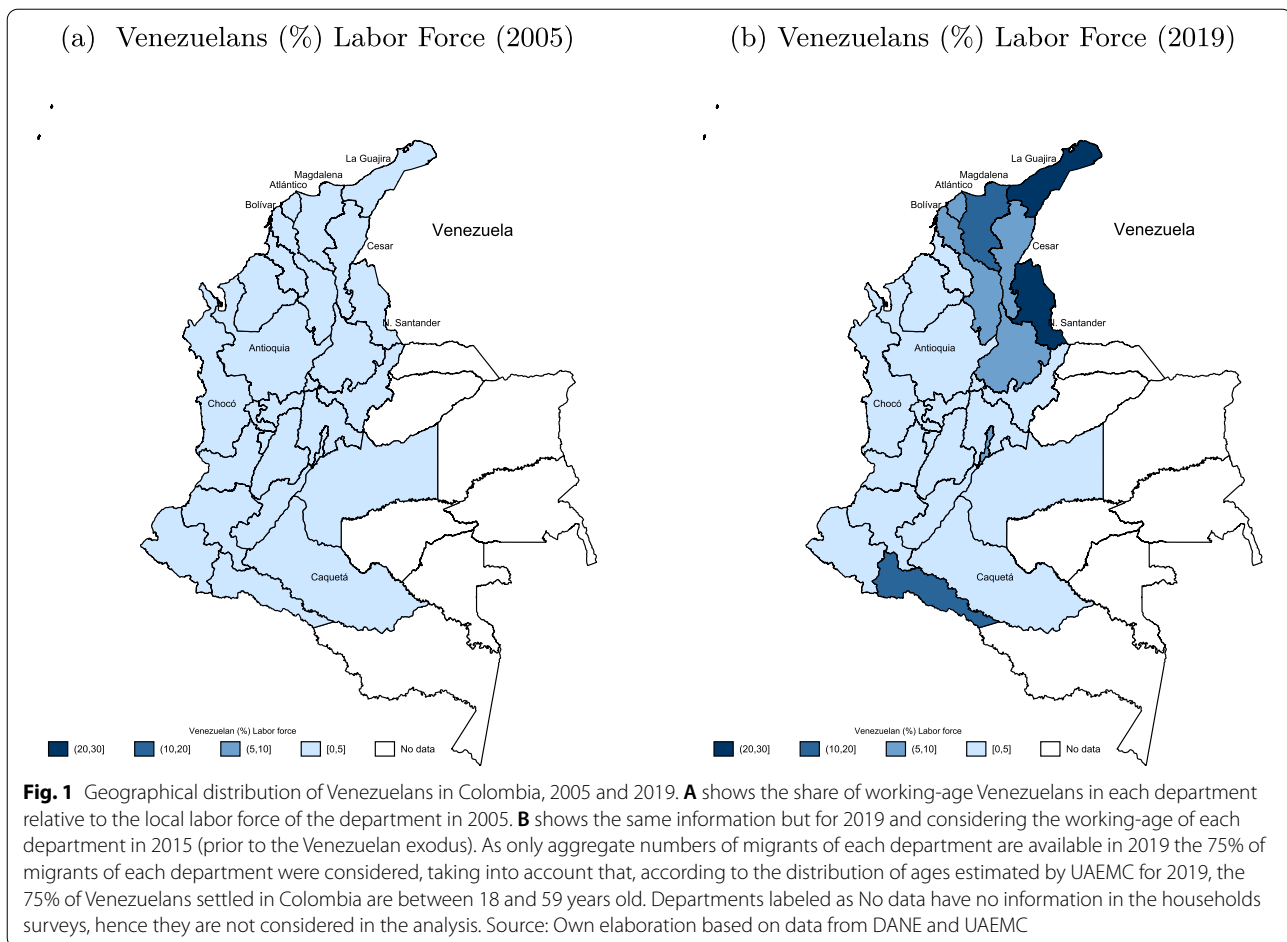 (a) Venezuelans (%) Labor Force (2005)
La Guajira
Magdalena
Atlántico
Bolívar
Venezuela
Cesar
N. Santander
Antioquia
Chocó
Caquetá
Venezuelan (%) Labor force
(20,30] (10,20] (5,10] [0,5] No data
(b) Venezuelans (%) Labor Force (2019)
La Guajira
Magdalena
Atlántico
Bolívar
Venezuela
Cesar
N. Santander
Antioquia
Chocó
Caquetá
Venezuelan (%) Labor force
(20,30] (10,20] (5,10] [0,5] No data
Fig. 1 Geographical distribution of Venezuelans in Colombia, 2005 and 2019. A shows the share of working-age Venezuelans in each department
relative to the local labor force of the department in 2005. B shows the same information but for 2019 and considering the working-age of each
department in 2015 (prior to the Venezuelan exodus). As only aggregate numbers of migrants of each department are available in 2019 the 75% of
migrants of each department were considered, taking into account that, according to the distribution of ages estimated by UAEMC for 2019, the
75% of Venezuelans settled in Colombia are between 18 and 59 years old. Departments labeled as No data have no information in the households
surveys, hence they are not considered in the analysis. Source: Own elaboration based on data from DANE and UAEMC